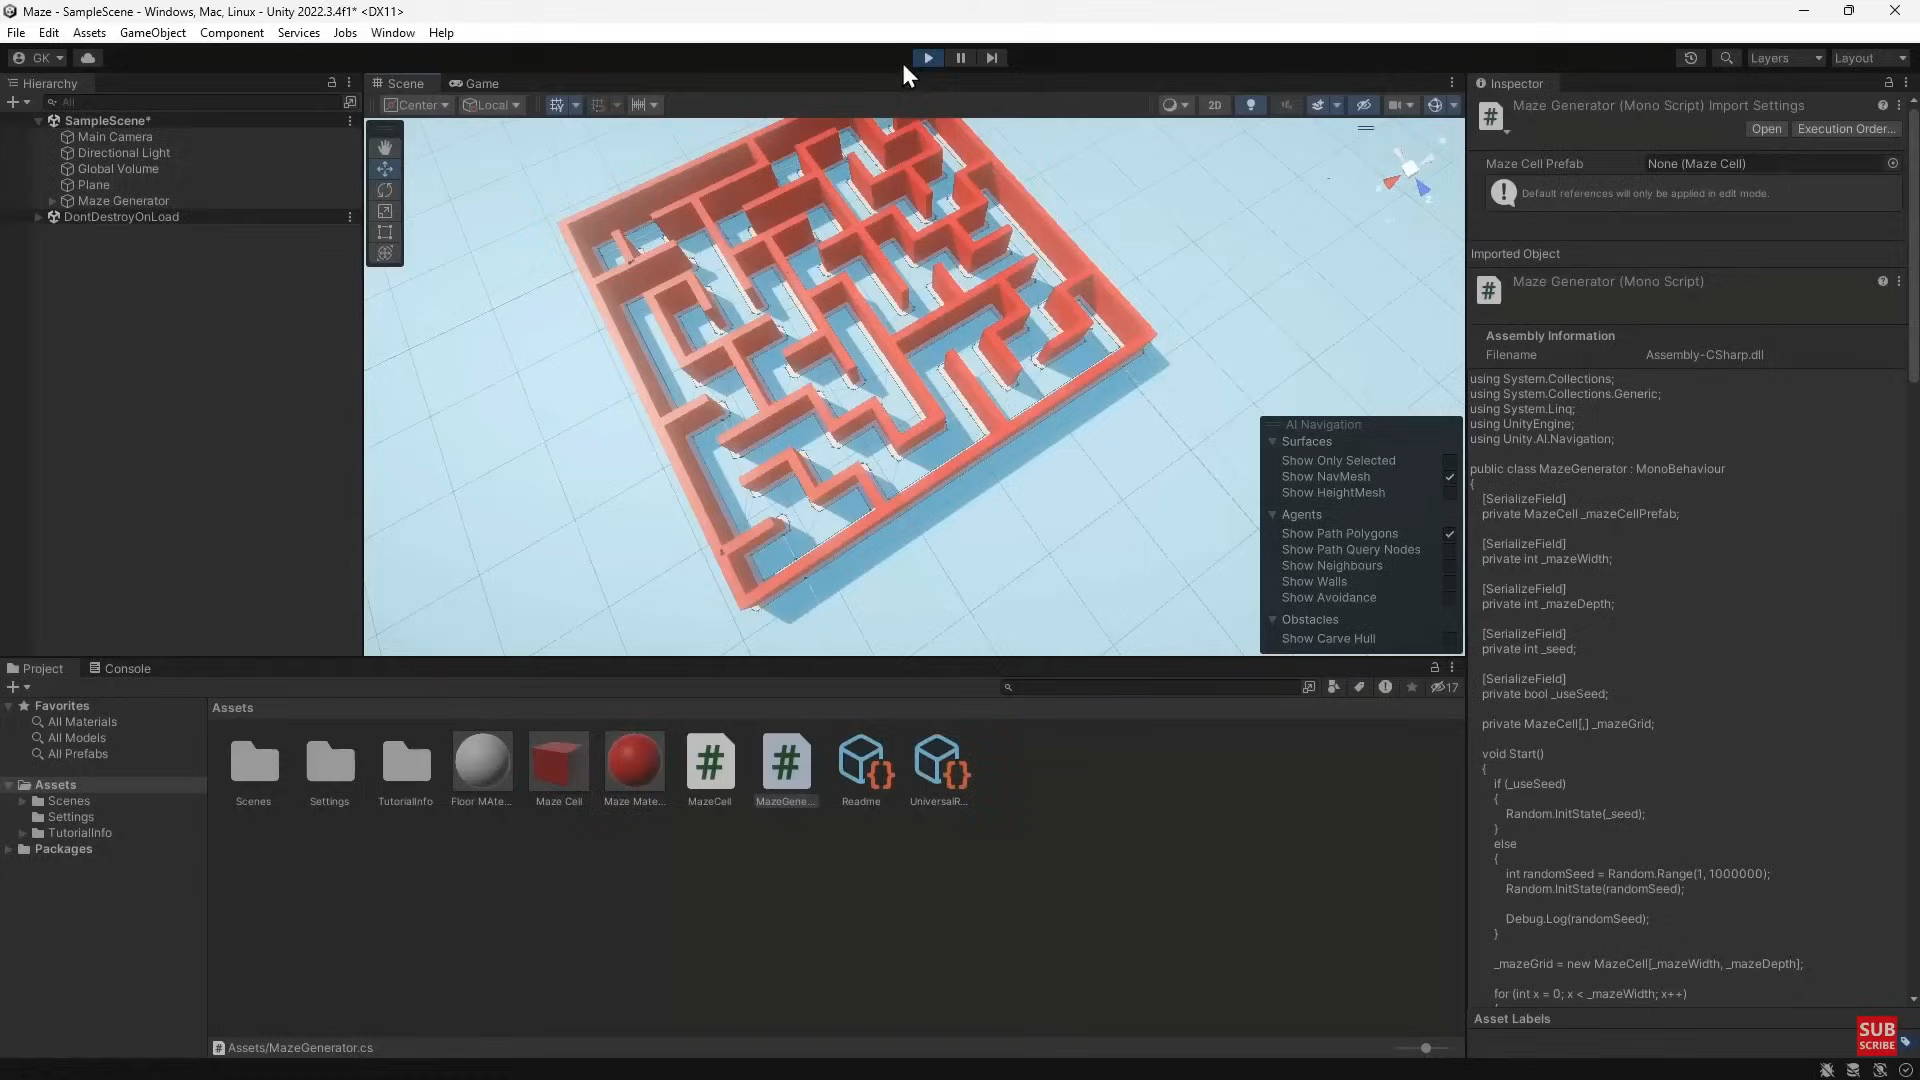 Maze - SampleScene - Windows, Mac, Linux - Unity 2022.3.4f1* <DX11>
File Edit Assets GameObject Component Services Jobs Window Help
GK
Layers
Layout
Hierarchy
All
SampleScene*
Main Camera
Directional Light
Global Volume
Plane
Maze Generator
DontDestroyOnLoad
Scene
Game
Center
Local
2D
AI Navigation
Surfaces
Show Only Selected
Show NavMesh
Show HeightMesh
Agents
Show Path Polygons
Show Path Query Nodes
Show Neighbours
Show Walls
Show Avoidance
Obstacles
Show Carve Hull
Inspector
Maze Generator (Mono Script) Import Settings
Open
Execution Order...
Maze Cell Prefab None (Maze Cell)
Default references will only be applied in edit mode.
Imported Object
Maze Generator (Mono Script)
Assembly Information
Filename Assembly-CSharp.dll
using System.Collections;
using System.Collections.Generic;
using System.Linq;
using UnityEngine;
using Unity.AI.Navigation;
public class MazeGenerator : MonoBehaviour
{
[SerializeField]
private MazeCell _mazeCellPrefab;
[SerializeField]
private int _mazeWidth;
[SerializeField]
private int _mazeDepth;
[SerializeField]
private int _seed;
[SerializeField]
private bool _useSeed;
private MazeCell[,] _mazeGrid;
void Start()
{
if (_useSeed)
{
Random.InitState(_seed);
}
else
{
int randomSeed = Random.Range(1, 1000000);
Random.InitState(randomSeed);
Debug.Log(randomSeed);
}
_mazeGrid = new MazeCell[_mazeWidth, _mazeDepth];
for (int x = 0; x < _mazeWidth; x++)
Asset Labels
SUB
SCRIBE
Project
Console
17
Favorites
All Materials
All Models
All Prefabs
Assets
Scenes
Settings
TutorialInfo
Packages
Assets
Scenes
Settings
TutorialInfo
Floor MAte...
Maze Cell
Maze Mate...
MazeCell
MazeGene...
Readme
UniversalR...
Assets/MazeGenerator.cs